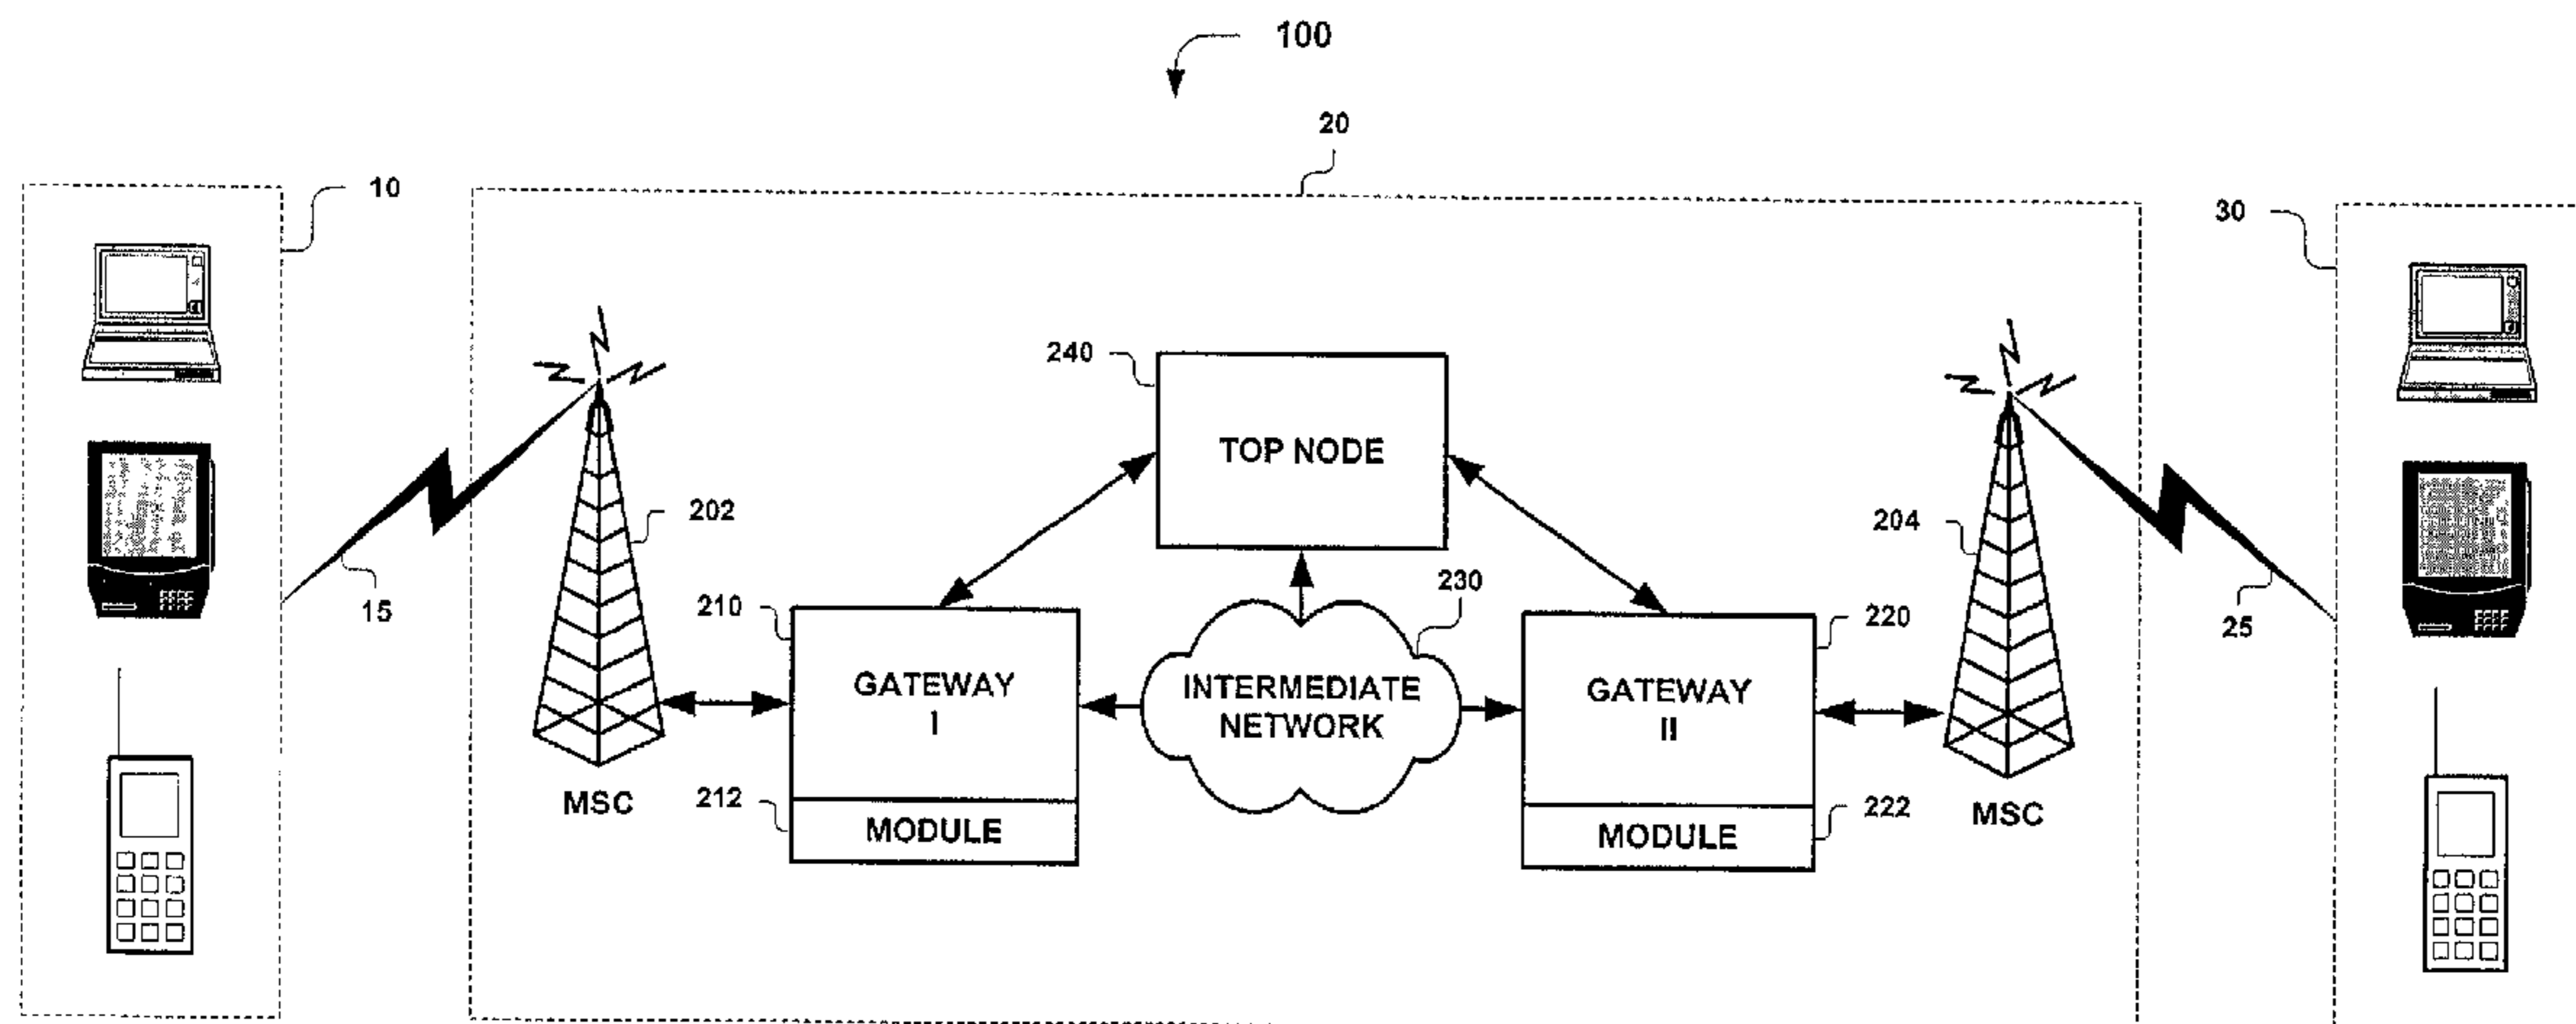 100
20
10
30
240
TOP NODE
202
204
15
25
210
230
220
GATEWAY
I
INTERMEDIATE
NETWORK
GATEWAY
II
MSC
212
MODULE
222
MODULE
MSC